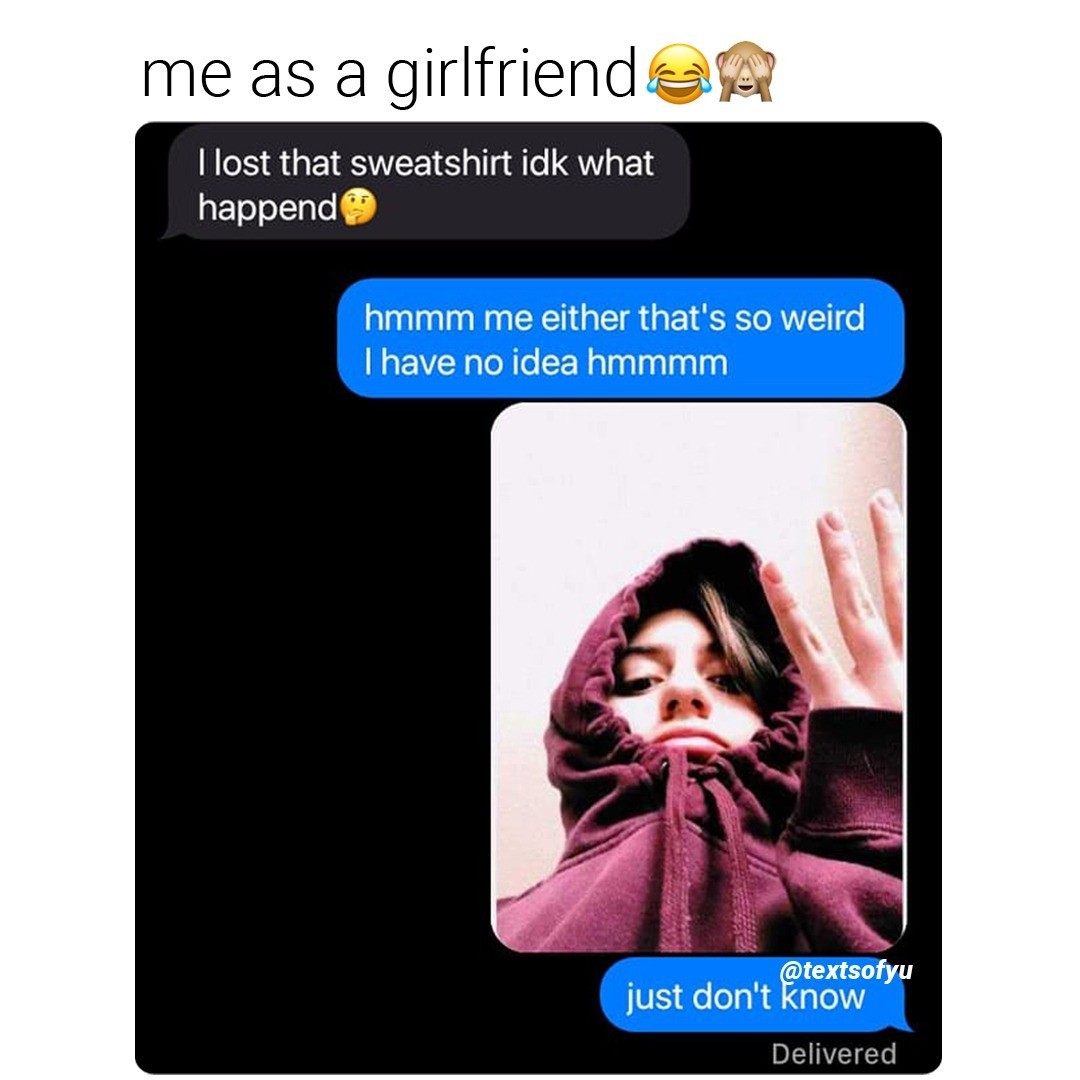 me as a girlfriend😂🙈
I lost that sweatshirt idk what
happend🤔
hmmm me either that's so weird
I have no idea hmmmm
@textsofyu
just don't know
Delivered